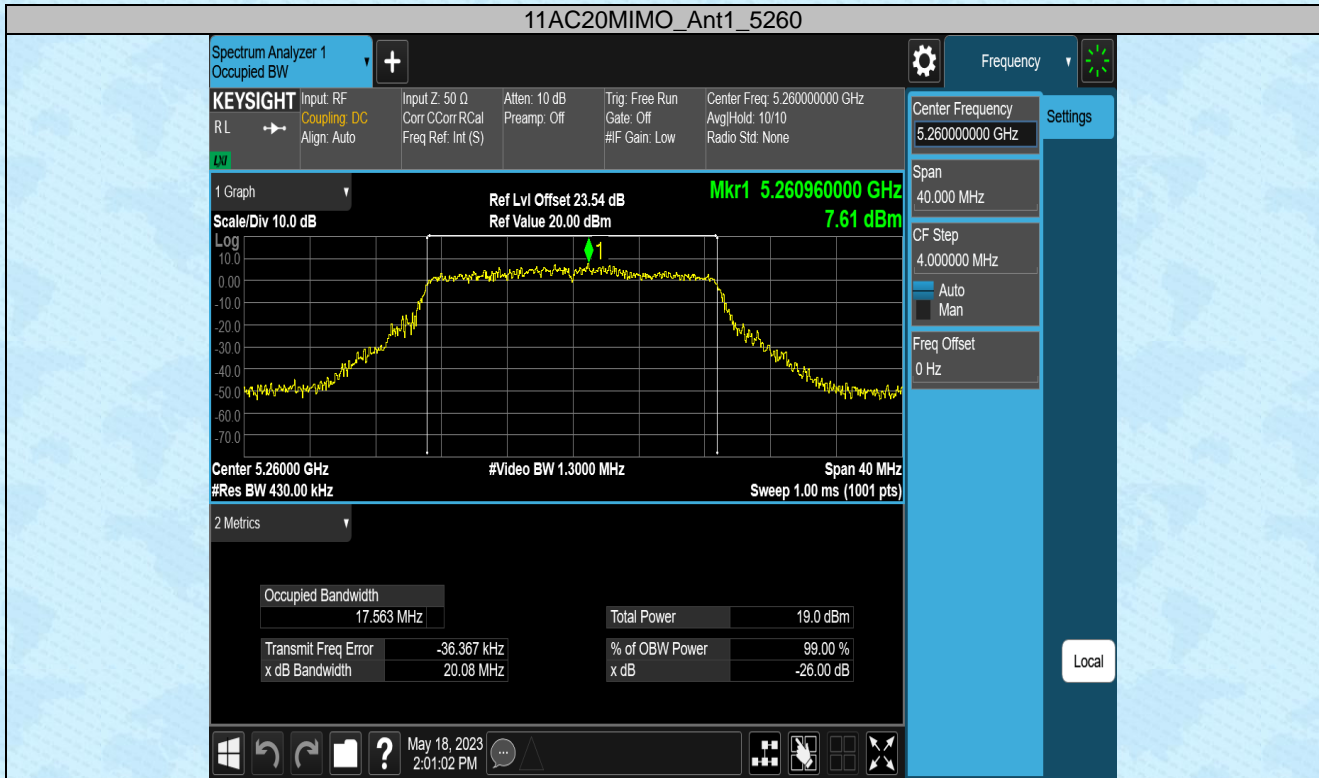 11AC20MIMO_Ant1_5260
Spectrum Analyzer 1
Occupied BW
Frequency
KEYSIGHT
R L
LXI
Input: RF
Coupling: DC
Align: Auto
Input Z: 50 Ω
Corr CCorr RCal
Freq Ref: Int (S)
Atten: 10 dB
Preamp: Off
Trig: Free Run
Gate: Off
#IF Gain: Low
Center Freq: 5.260000000 GHz
Avg|Hold: 10/10
Radio Std: None
Center Frequency
5.260000000 GHz
Settings
Span
40.000 MHz
CF Step
4.000000 MHz
Auto
Man
Freq Offset
0 Hz
Local
1 Graph
Scale/Div 10.0 dB
Ref Lvl Offset 23.54 dB
Ref Value 20.00 dBm
Mkr1 5.260960000 GHz
7.61 dBm
Log
1
10.0
0.00
-10.0
-20.0
-30.0
-40.0
-50.0
-60.0
-70.0
Center 5.26000 GHz
#Video BW 1.3000 MHz
Span 40 MHz
#Res BW 430.00 kHz
Sweep 1.00 ms (1001 pts)
2 Metrics
Occupied Bandwidth
17.563 MHz
Total Power 19.0 dBm
Transmit Freq Error -36.367 kHz
% of OBW Power 99.00 %
x dB Bandwidth 20.08 MHz
x dB -26.00 dB
May 18, 2023
2:01:02 PM